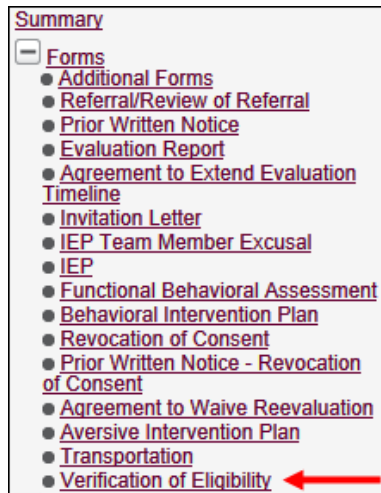 Summary
Forms
Additional Forms
Referral/Review of Referral
Prior Written Notice
Evaluation Report
Agreement to Extend Evaluation
Timeline
Invitation Letter
IEP Team Member Excusal
IEP
Functional Behavioral Assessment
Behavioral Intervention Plan
Revocation of Consent
Prior Written Notice - Revocation
of Consent
Agreement to Waive Reevaluation
Aversive Intervention Plan
Transportation
Verification of Eligibility